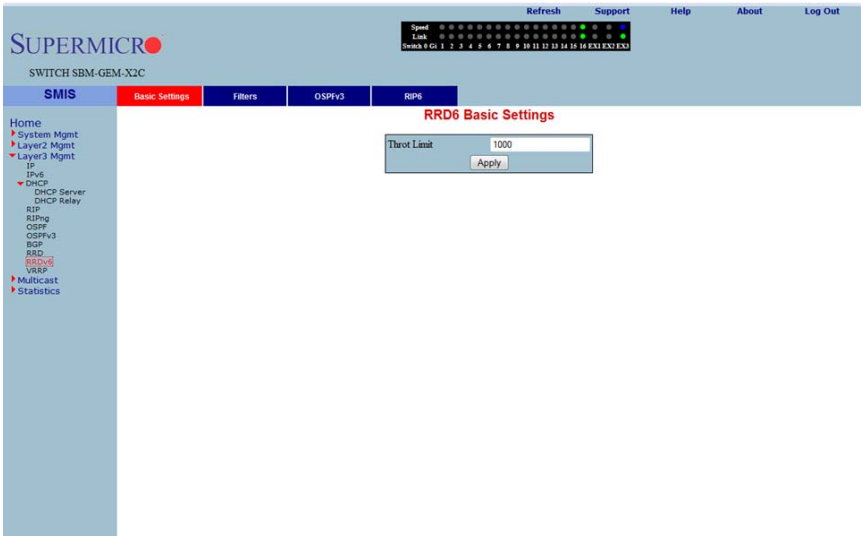 Refresh Support Help About Log Out
SUPERMICR
SWITCH SBM-GEM-X2C
Speed
Link
Switch 0 Gi 1 2 3 4 5 6 7 8 9 10 11 12 13 14 15 16 EX1 EX2 EX3
SMIS Basic Settings Filters OSPFv3 RIP6
Home
System Mgmt
Layer2 Mgmt
Layer3 Mgmt
IP
IPv6
DHCP
DHCP Server
DHCP Relay
RIP
RIPng
OSPF
OSPFv3
BGP
RRD
RRDv6
VRRP
Multicast
Statistics
RRD6 Basic Settings
Throt Limit 1000
Apply